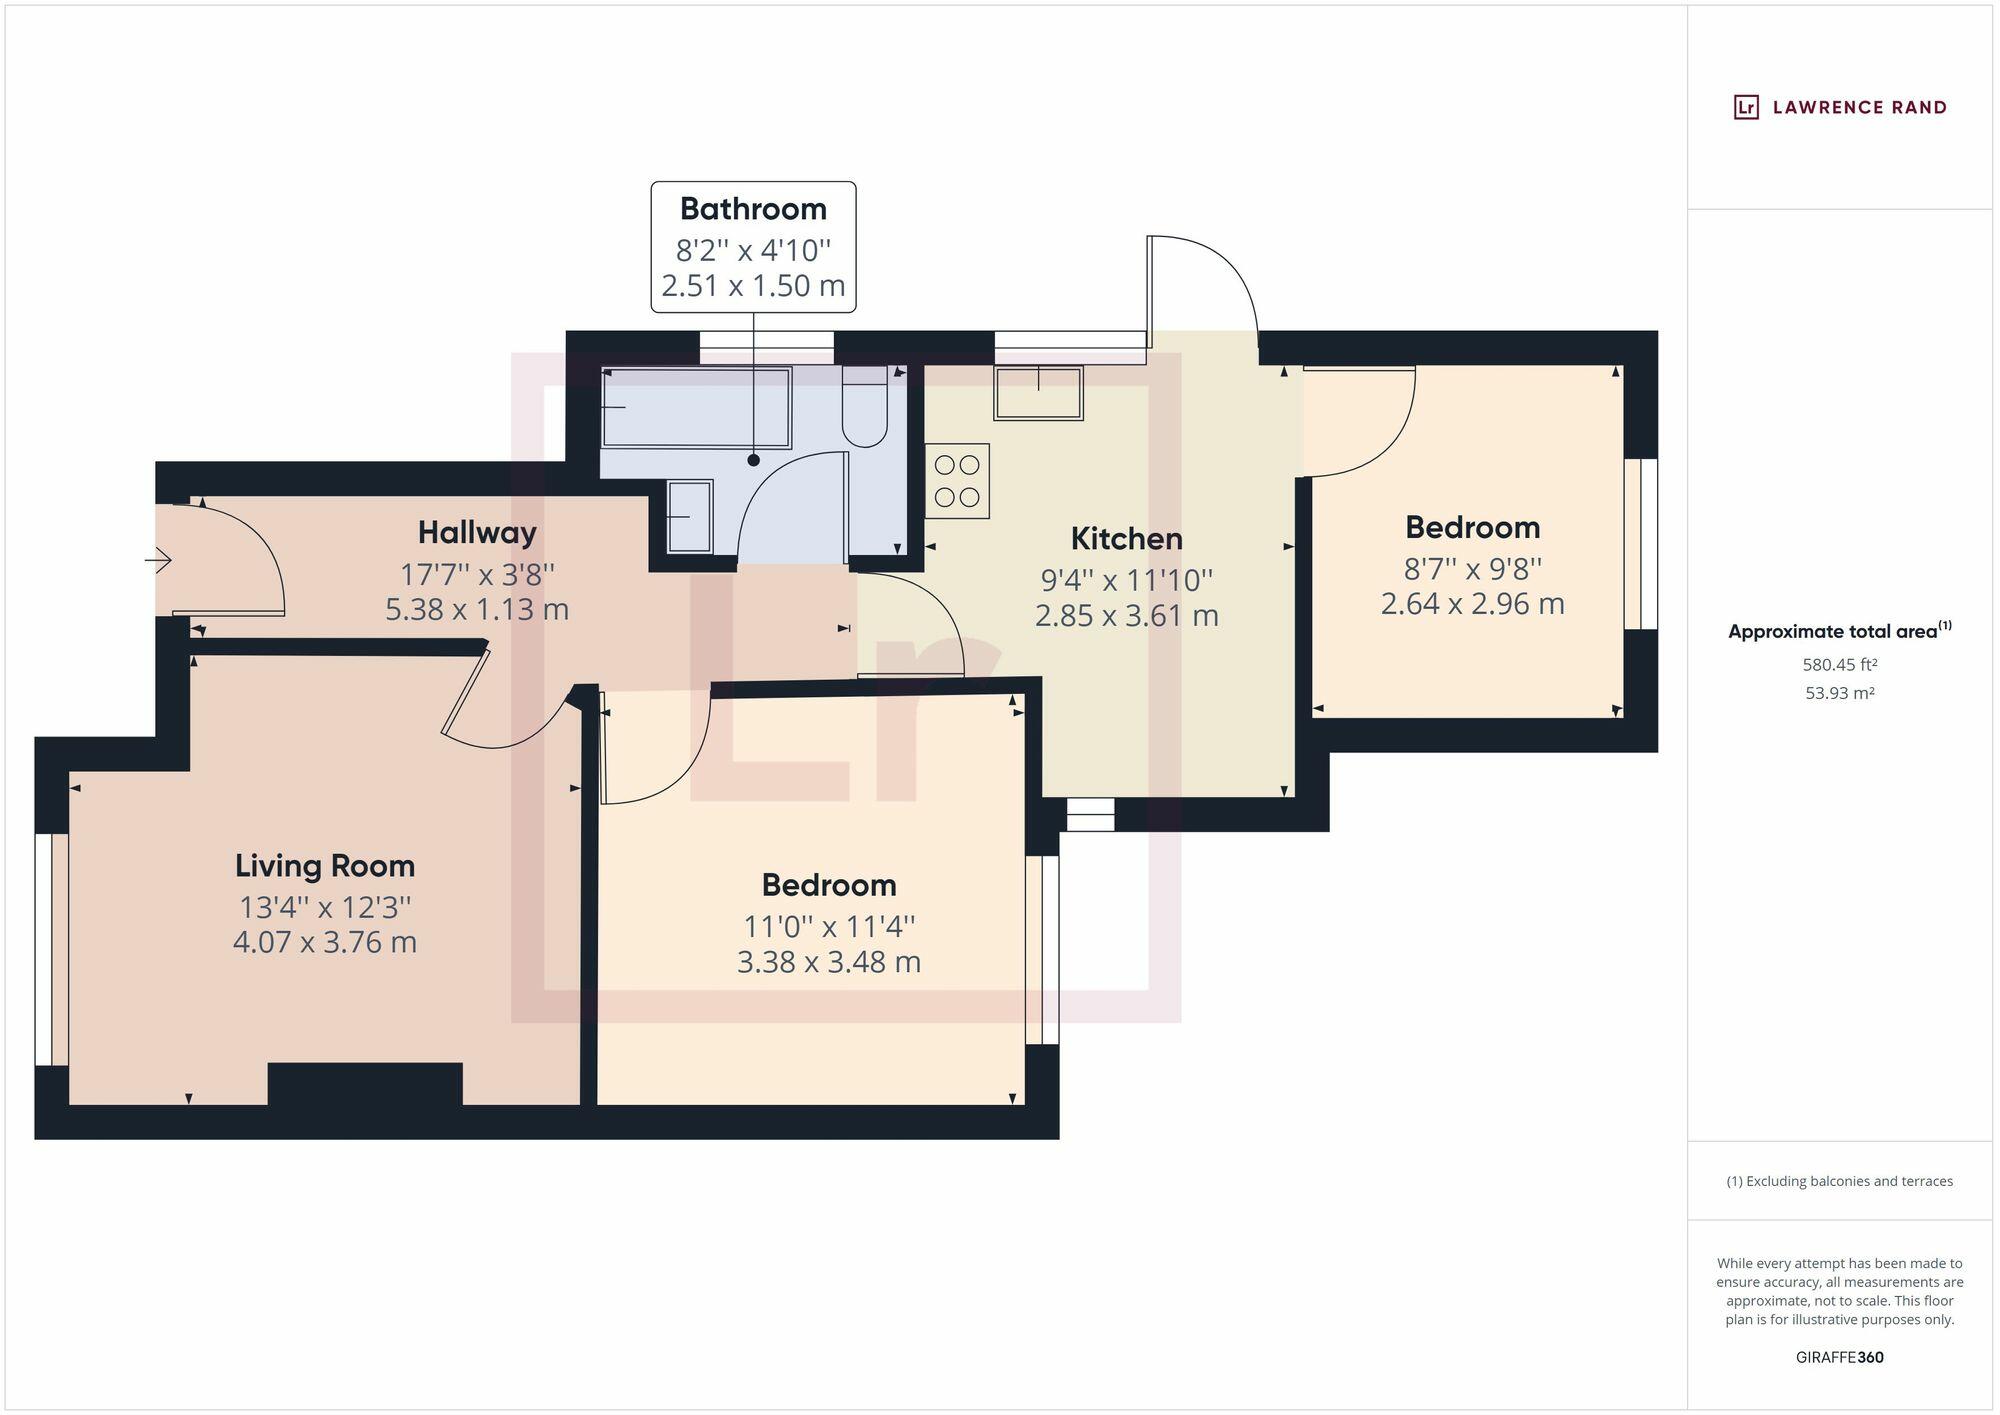 Bathroom
8'2'' x 4'10''
2.51 x 1.50 m
Hallway
17'7'' x 3'8''
5.38 x 1.13 m
Kitchen
9'4'' x 11'10''
2.85 x 3.61 m
Bedroom
8'7'' x 9'8''
2.64 x 2.96 m
Living Room
13'4'' x 12'3''
4.07 x 3.76 m
Bedroom
11'0'' x 11'4''
3.38 x 3.48 m
Lr
Lr LAWRENCE RAND
Approximate total area(1)
580.45 ft²
53.93 m²
(1) Excluding balconies and terraces
While every attempt has been made to
ensure accuracy, all measurements are
approximate, not to scale. This floor
plan is for illustrative purposes only.
GIRAFFE360